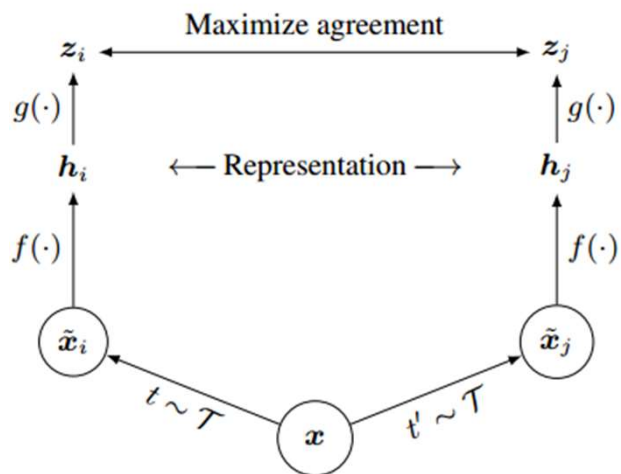 Maximize agreement
z_i z_j
g(·) g(·)
h_i ← Representation → h_j
f(·) f(·)
x̃_i x̃_j
t ∼ 𝒯 t' ∼ 𝒯
x